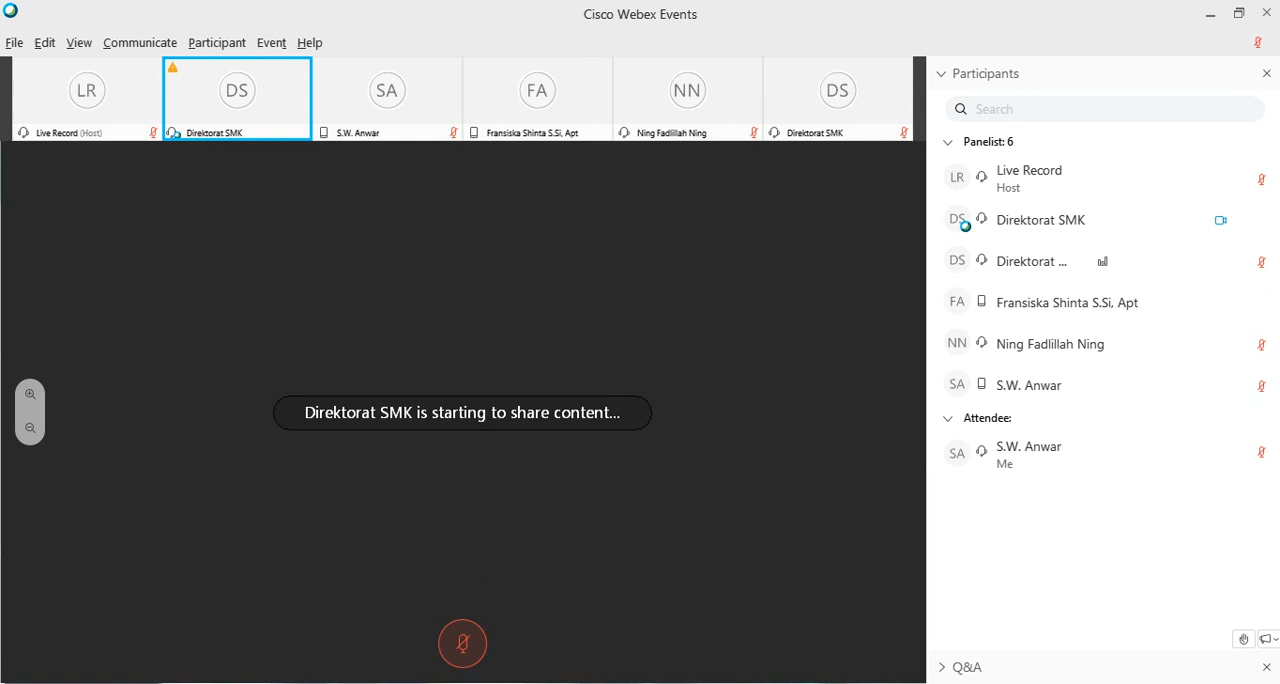 Cisco Webex Events
File Edit View Communicate Participant Event Help
LR
DS
SA
FA
NN
DS
Live Record (Host)
Direktorat SMK
S.W. Anwar
Fransiska Shinta S.Si, Apt
Ning Fadlillah Ning
Direktorat SMK
Direktorat SMK is starting to share content...
Participants
Search
Panelist: 6
LR Live Record
Host
DS Direktorat SMK
DS Direktorat ...
FA Fransiska Shinta S.Si, Apt
NN Ning Fadlillah Ning
SA S.W. Anwar
Attendee:
SA S.W. Anwar
Me
Q&A